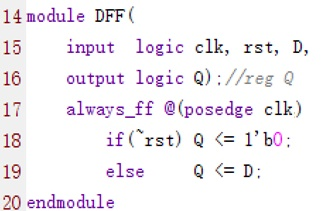 14 module DFF(
15 input logic clk, rst, D,
16 output logic Q);//reg Q
17 always_ff @(posedge clk)
18 if(~rst) Q <= 1'b0;
19 else Q <= D;
20 endmodule